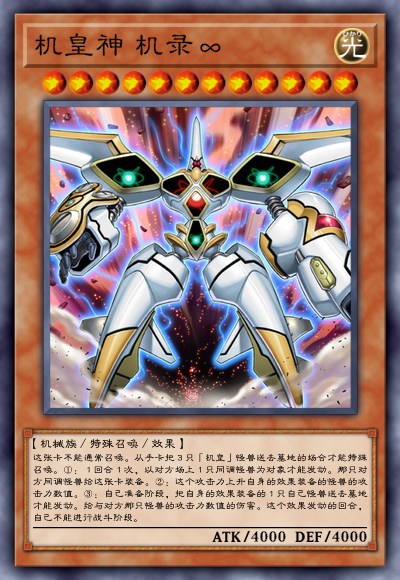 机皇神 机录∞
ひかり
光
【机械族／特殊召唤／效果】
这张卡不能通常召唤。从手卡把3只「机皇」怪兽送去墓地的场合才能特殊
召唤。①：1回合1次，以对方场上1只同调怪兽为对象才能发动。那只对
方同调怪兽给这张卡装备。②：这个攻击力上升自身的效果装备的怪兽的攻
击力数值。③：自己准备阶段，把自身的效果装备的1只自己怪兽送去墓地
才能发动。给与对方那只怪兽的攻击力数值的伤害。这个效果发动的回合，
自己不能进行战斗阶段。
ATK/4000 DEF/4000